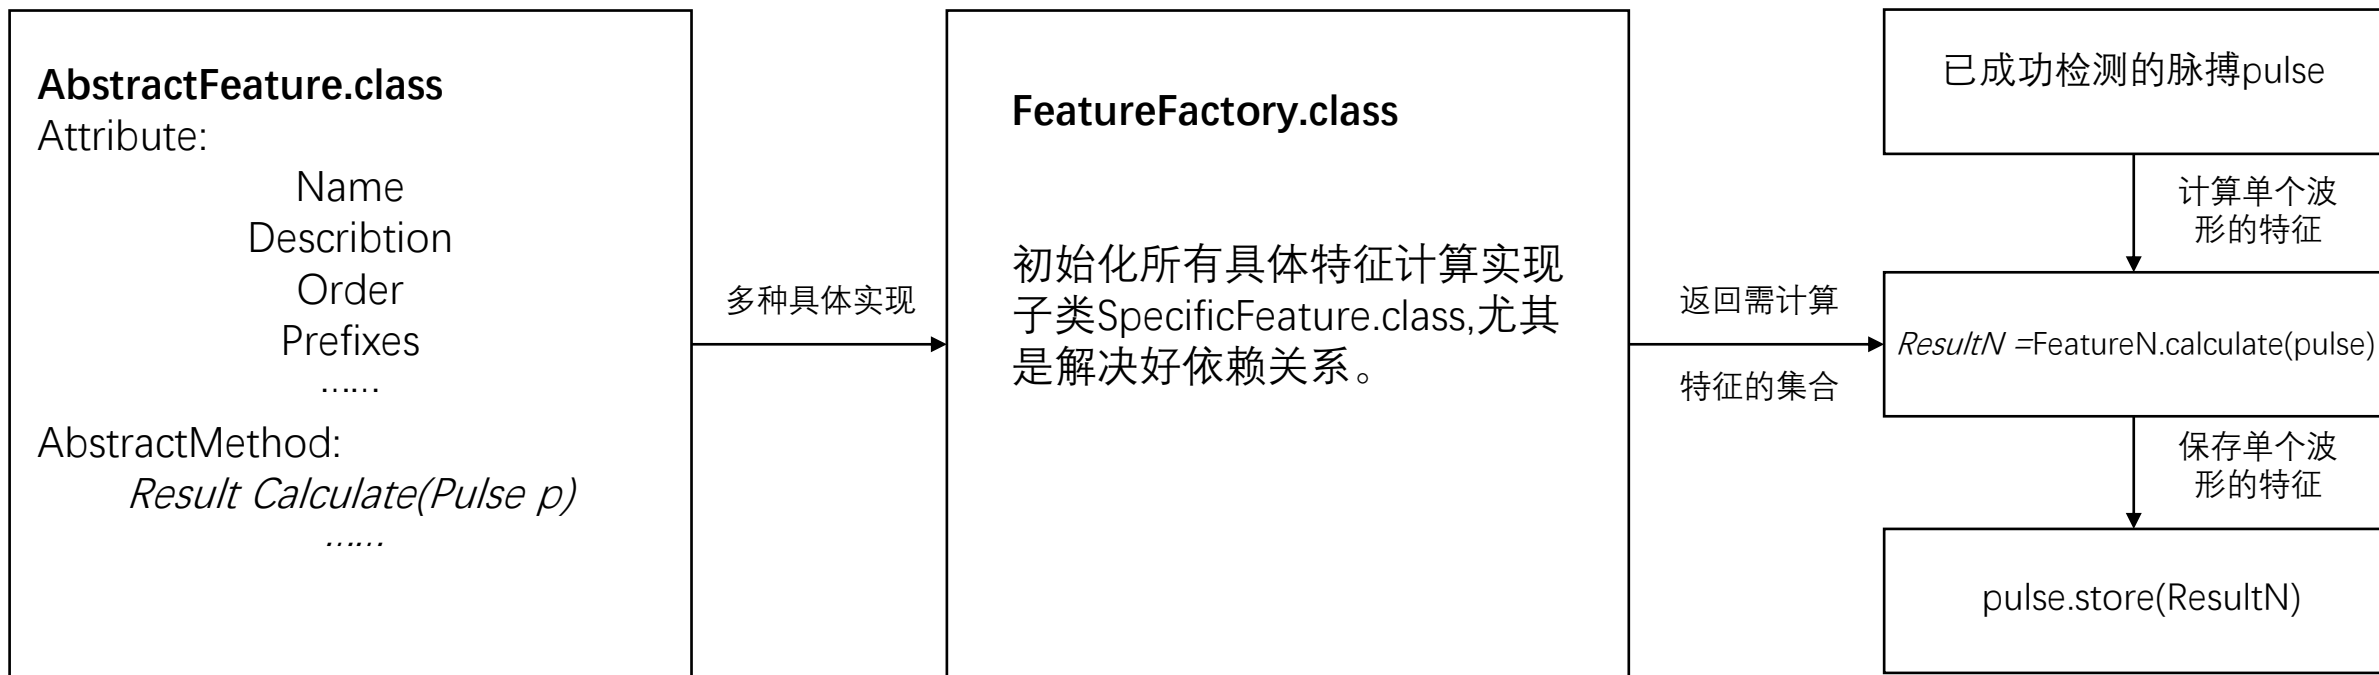 AbstractFeature.class
Attribute:
Name
Describtion
Order
Prefixes
……
AbstractMethod:
Result Calculate(Pulse p)
……
多种具体实现
FeatureFactory.class
初始化所有具体特征计算实现
子类SpecificFeature.class,尤其
是解决好依赖关系。
返回需计算
特征的集合
已成功检测的脉搏pulse
计算单个波
形的特征
ResultN =FeatureN.calculate(pulse)
保存单个波
形的特征
pulse.store(ResultN)